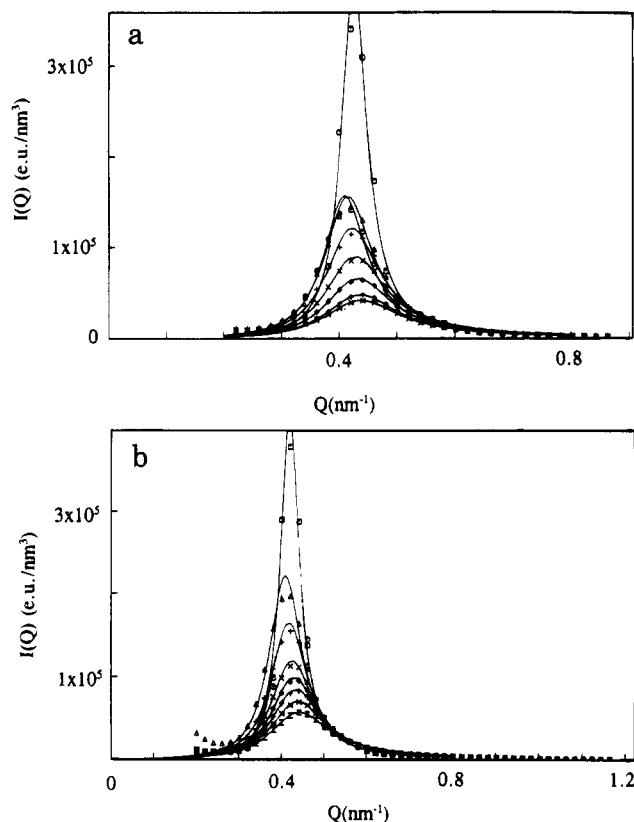 a
3x10⁵
I(Q) (e.u./nm³)
1x10⁵
0
0.4
0.8
Q(nm⁻¹)
b
3x10⁵
I(Q) (e.u./nm³)
1x10⁵
0
0.4
0.8
1.2
Q(nm⁻¹)